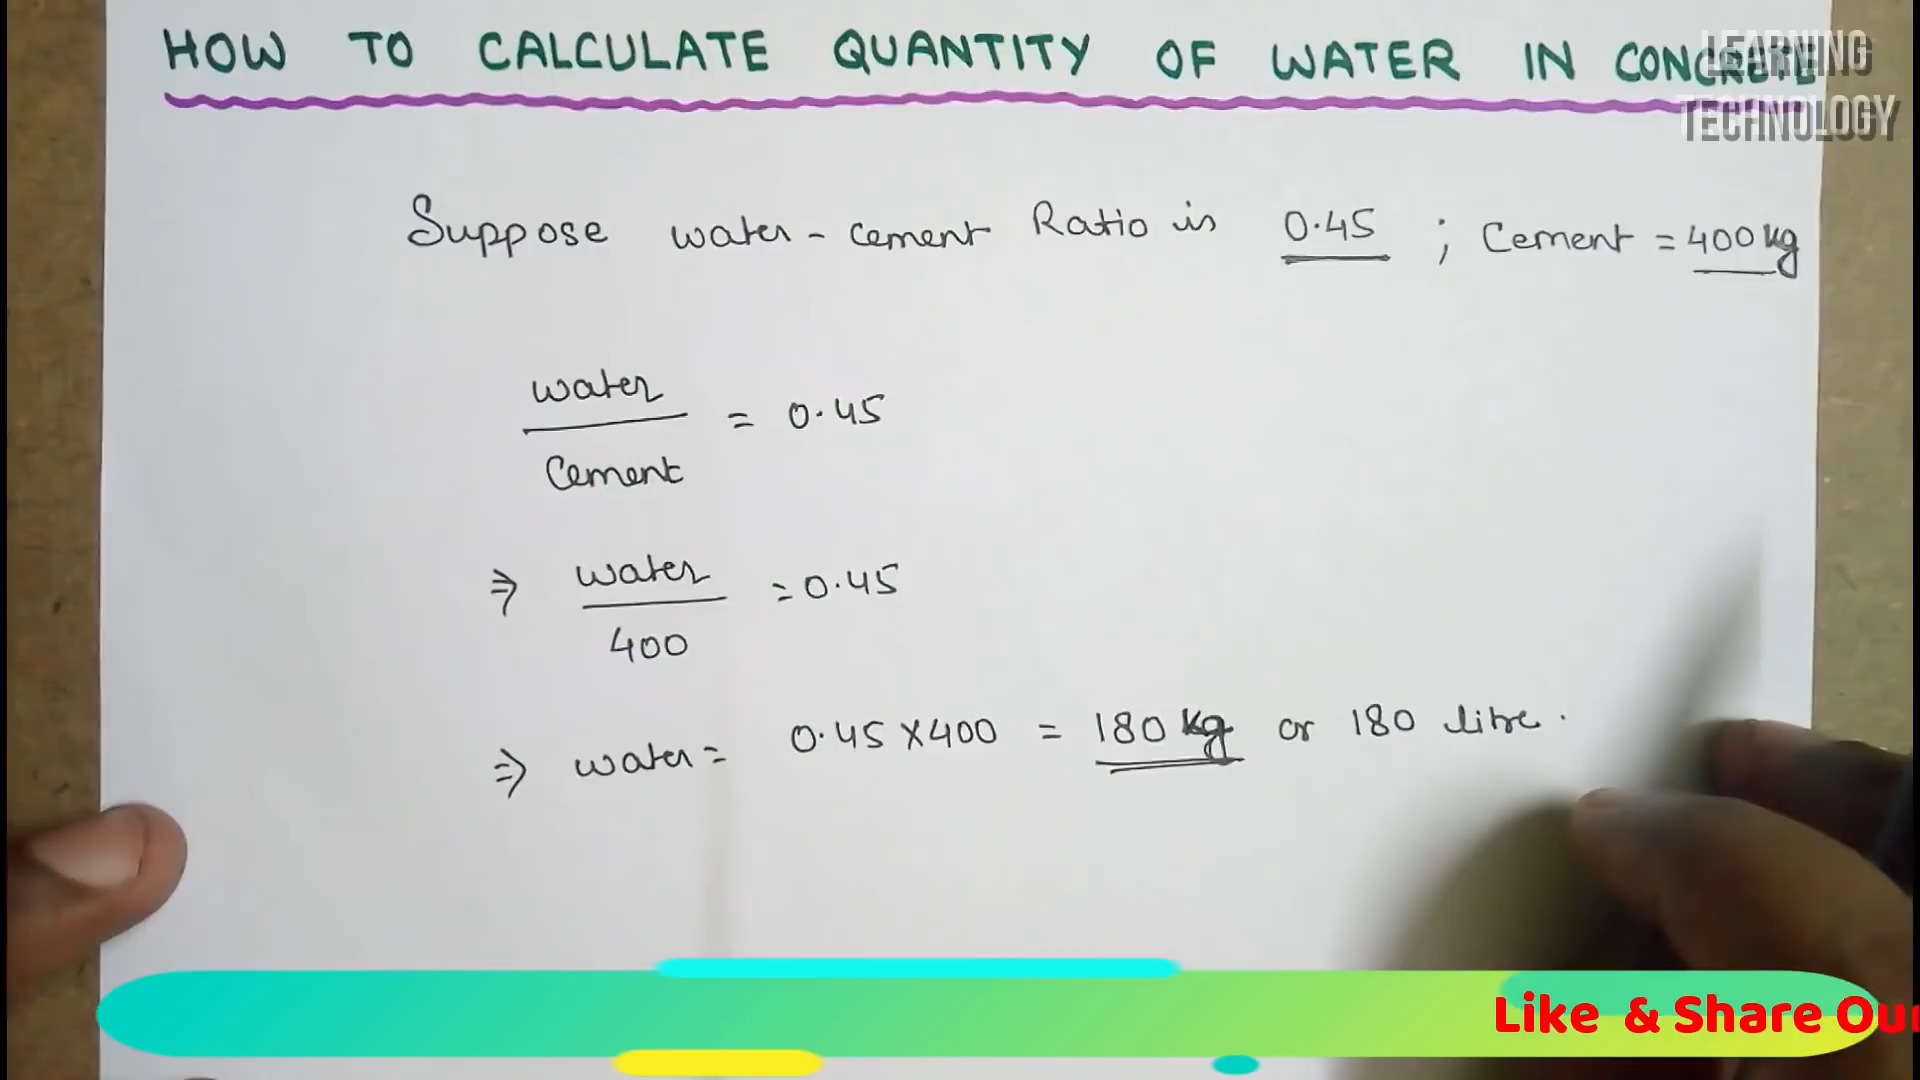 HOW TO CALCULATE QUANTITY OF WATER IN CONCRETE
LEARNING
TECHNOLOGY
Suppose water - cement Ratio is 0.45 ; Cement = 400 kg
water
= 0.45
Cement
⇒ water
= 0.45
400
⇒ water = 0.45 X 400 = 180 kg or 180 litre.
Like & Share Our